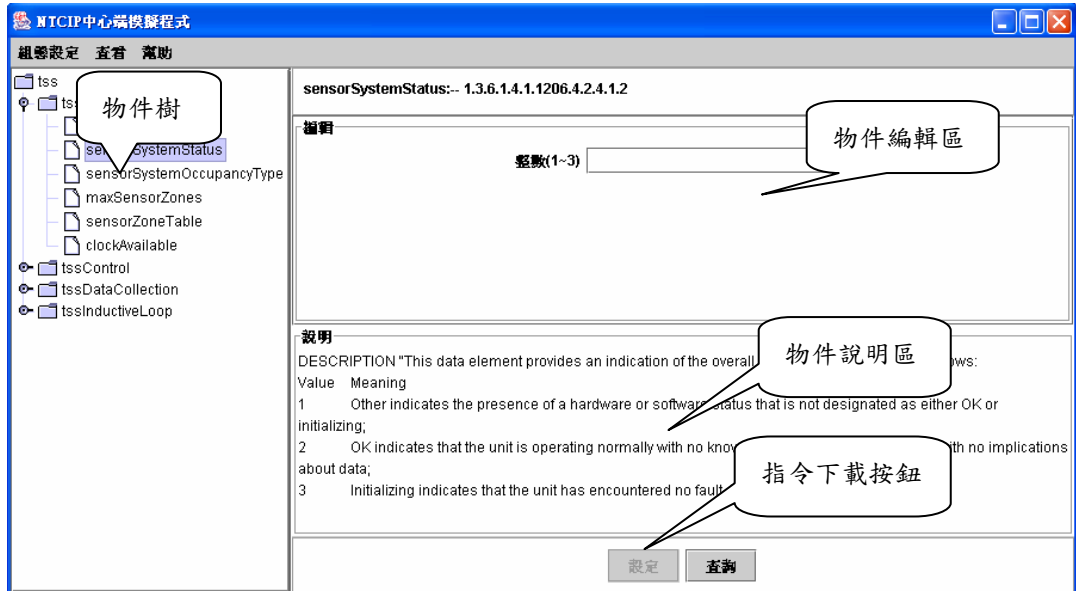 NTCIP中心端模擬程式
組態設定 查看 幫助
tss
物件樹
sensorSystemStatus
sensorSystemOccupancyType
maxSensorZones
sensorZoneTable
clockAvailable
tssControl
tssDataCollection
tssInductiveLoop
sensorSystemStatus:-- 1.3.6.1.4.1.1206.4.2.4.1.2
編輯
整數(1~3)
物件編輯區
說明
DESCRIPTION "This data element provides an indication of the overall
物件說明區
Value Meaning
1 Other indicates the presence of a hardware or software status that is not designated as either OK or
initializing;
2 OK indicates that the unit is operating normally with no implications
about data;
3 Initializing indicates that the unit has encountered no fault
指令下載按鈕
設定 查詢